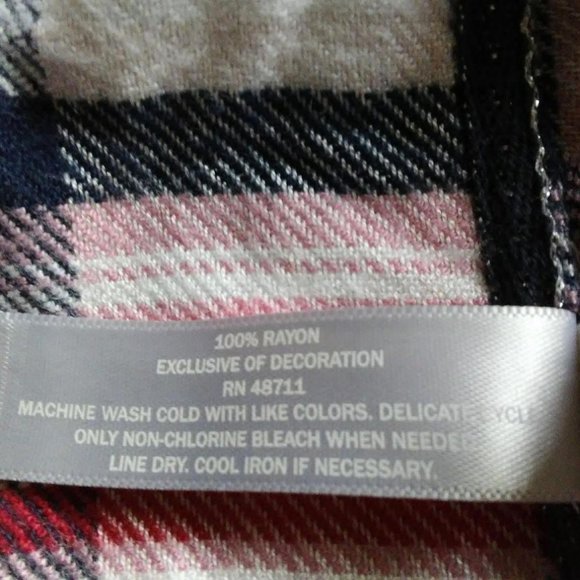 100% RAYON
EXCLUSIVE OF DECORATION
RN 48711
MACHINE WASH COLD WITH LIKE COLORS. DELICATE CYCLE
ONLY NON-CHLORINE BLEACH WHEN NEEDED
LINE DRY. COOL IRON IF NECESSARY.